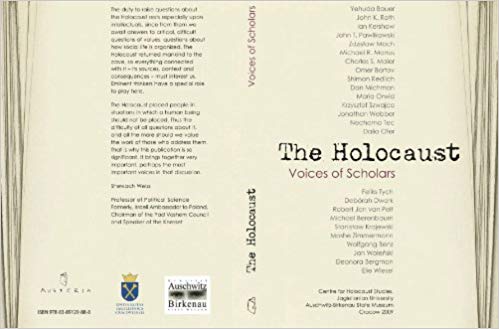 The duty to raise questions about
the Holocaust rests especially upon
intellectuals, since from them we
await answers to critical, difficult
questions of values, questions about
how social life is organised. The
Holocaust returned mankind to the
cave, so everything connected
with it – its sources, context and
consequences – must interest us.
Eminent thinkers have a special role
to play here.
The Holocaust placed people in
situations in which a human being
should not be placed. Thus the
difficulty of all questions about it,
and all the more should we value
the work of those who address them.
That is why this publication is so
significant. It brings together very
important, perhaps the most
important voices in that discussion.
Shevach Weiss
Professor of Political Science
Formerly, Israeli Ambassador to Poland,
Chairman of the Yad Vashem Council
and Speaker of the Knesset
AUSTERIA
Auschwitz
Birkenau
Voices of Scholars
The Holocaust
Yehuda Bauer
John K. Roth
Ian Kershaw
John T. Pawlikowski
Zdzisław Mach
Michael R. Marrus
Charles S. Maier
Omer Bartov
Shimon Redlich
Dan Michman
Maria Orwid
Krzysztof Szwajca
Jonathan Webber
Nechama Tec
Dalia Ofer
The Holocaust
Voices of Scholars
Feliks Tych
Debórah Dwork
Robert Jan van Pelt
Michael Berenbaum
Stanisław Krajewski
Moshe Zimmermann
Wolfgang Benz
Jan Woleński
Eleonora Bergman
Elie Wiesel
Centre for Holocaust Studies,
Jagiellonian University
Auschwitz-Birkenau State Museum
Cracow 2009